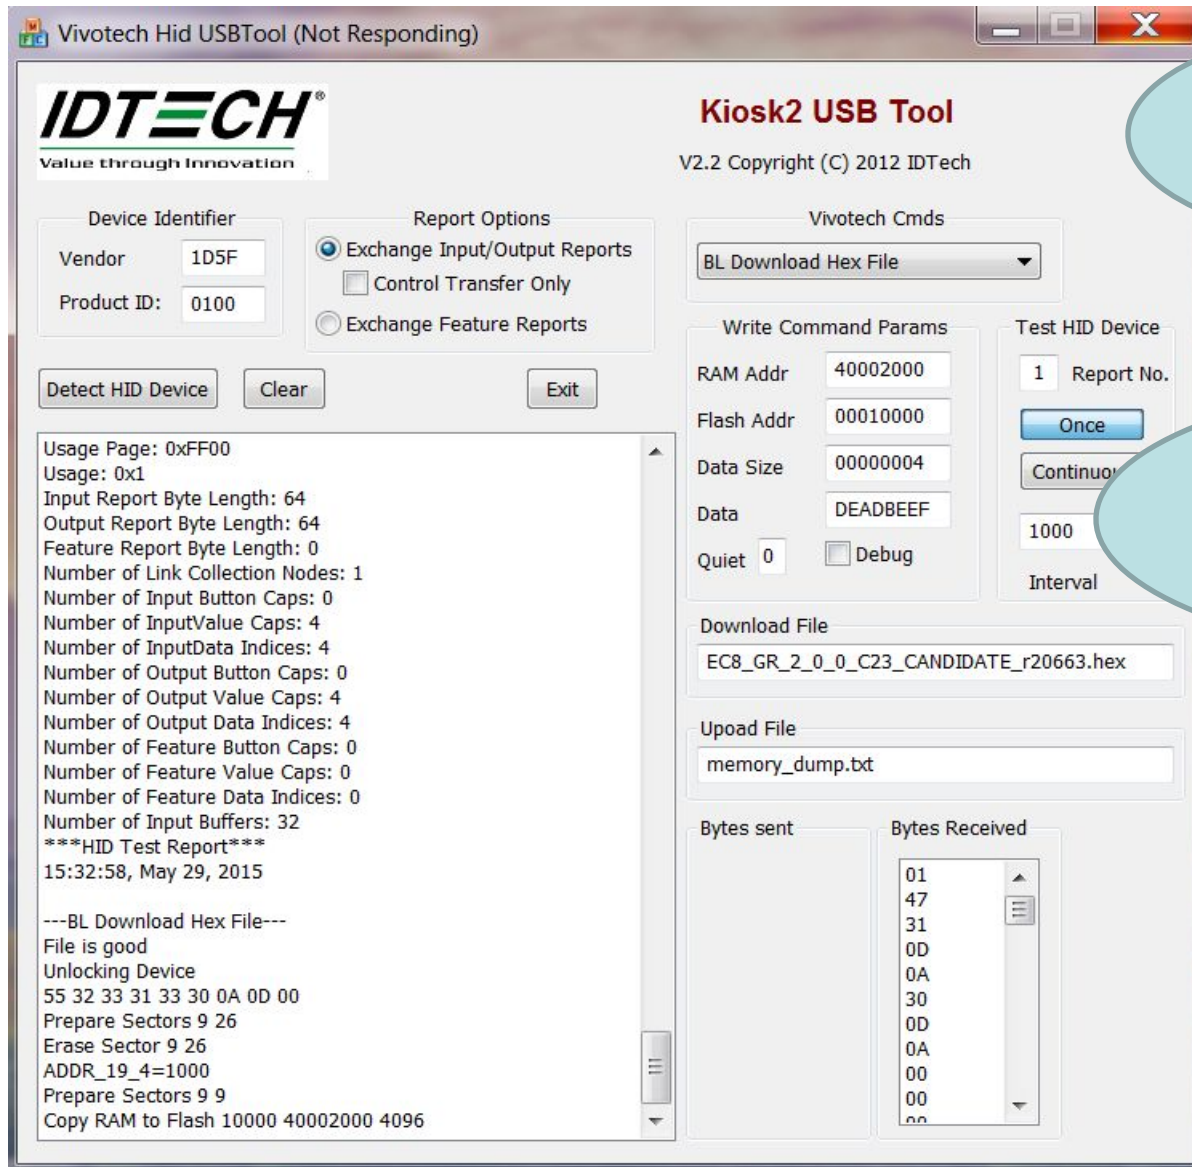 Vivotech Hid USBTool (Not Responding)
IDTECH®
Value through Innovation
Kiosk2 USB Tool
V2.2 Copyright (C) 2012 IDTech
Device Identifier
Vendor 1D5F
Product ID: 0100
Report Options
Exchange Input/Output Reports
Control Transfer Only
Exchange Feature Reports
Vivotech Cmds
BL Download Hex File
Detect HID Device
Clear
Exit
Write Command Params
RAM Addr 40002000
Flash Addr 00010000
Data Size 00000004
Data DEADBEEF
Quiet 0 Debug
Test HID Device
1 Report No.
Once
1000
Interval
Usage Page: 0xFF00
Usage: 0x1
Input Report Byte Length: 64
Output Report Byte Length: 64
Feature Report Byte Length: 0
Number of Link Collection Nodes: 1
Number of Input Button Caps: 0
Number of InputValue Caps: 4
Number of InputData Indices: 4
Number of Output Button Caps: 0
Number of Output Value Caps: 4
Number of Output Data Indices: 4
Number of Feature Button Caps: 0
Number of Feature Value Caps: 0
Number of Feature Data Indices: 0
Number of Input Buffers: 32
***HID Test Report***
15:32:58, May 29, 2015
---BL Download Hex File---
File is good
Unlocking Device
55 32 33 31 33 30 0A 0D 00
Prepare Sectors 9 26
Erase Sector 9 26
ADDR_19_4=1000
Prepare Sectors 9 9
Copy RAM to Flash 10000 40002000 4096
Download File
EC8_GR_2_0_0_C23_CANDIDATE_r20663.hex
Upoad File
memory_dump.txt
Bytes sent
Bytes Received
01
47
31
0D
0A
30
0D
0A
00
00